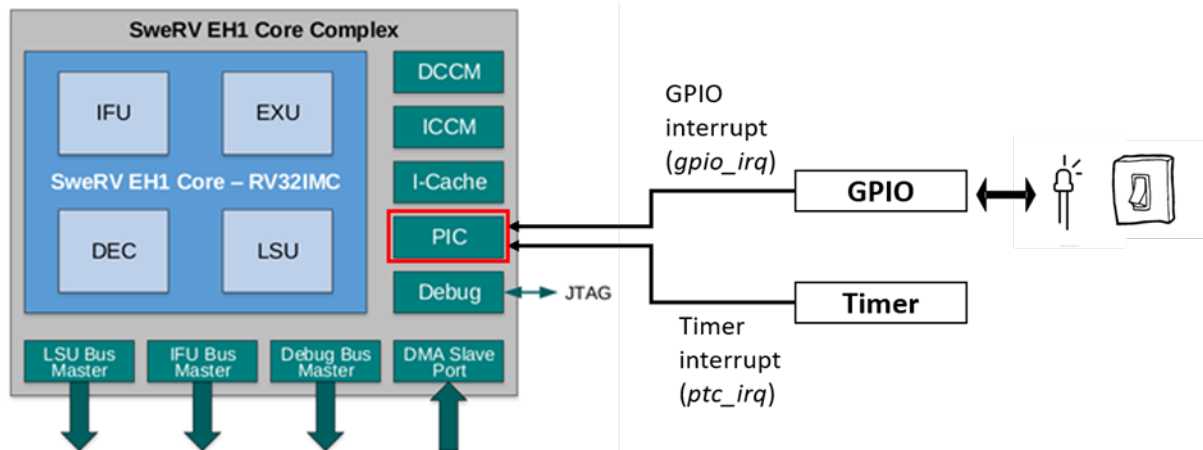 SweRV EH1 Core Complex
IFU
EXU
SweRV EH1 Core – RV32IMC
DEC
LSU
DCCM
ICCM
I-Cache
PIC
Debug
JTAG
LSU Bus
Master
IFU Bus
Master
Debug Bus
Master
DMA Slave
Port
GPIO
interrupt
(gpio_irq)
GPIO
Timer
Timer
interrupt
(ptc_irq)